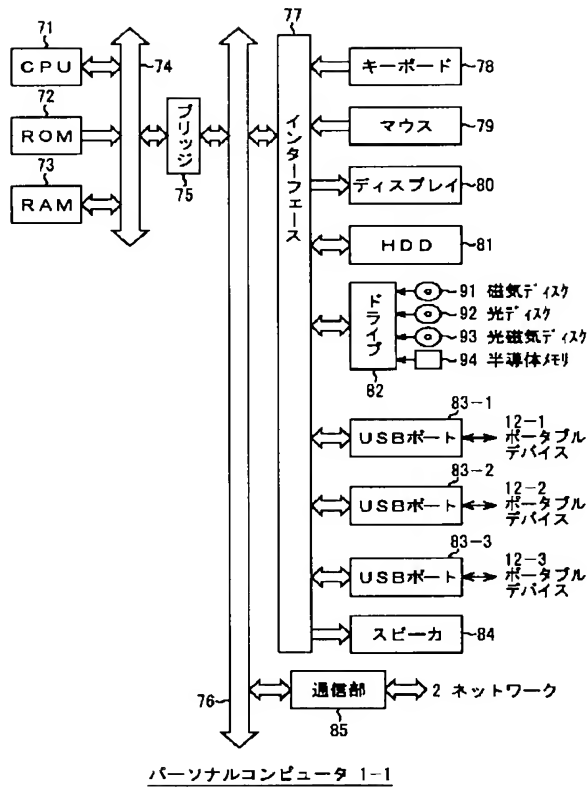 71
CPU
72
ROM
73
RAM
74
ブリッジ
75
76
77
インターフェース
キーボード
78
マウス
79
ディスプレイ
80
HDD
81
ドライブ
82
91 磁気ディスク
92 光ディスク
93 光磁気ディスク
94 半導体メモリ
83-1
USBポート
12-1
ポータブル
デバイス
83-2
USBポート
12-2
ポータブル
デバイス
83-3
USBポート
12-3
ポータブル
デバイス
スピーカ
84
通信部
85
2 ネットワーク
パーソナルコンピュータ 1-1